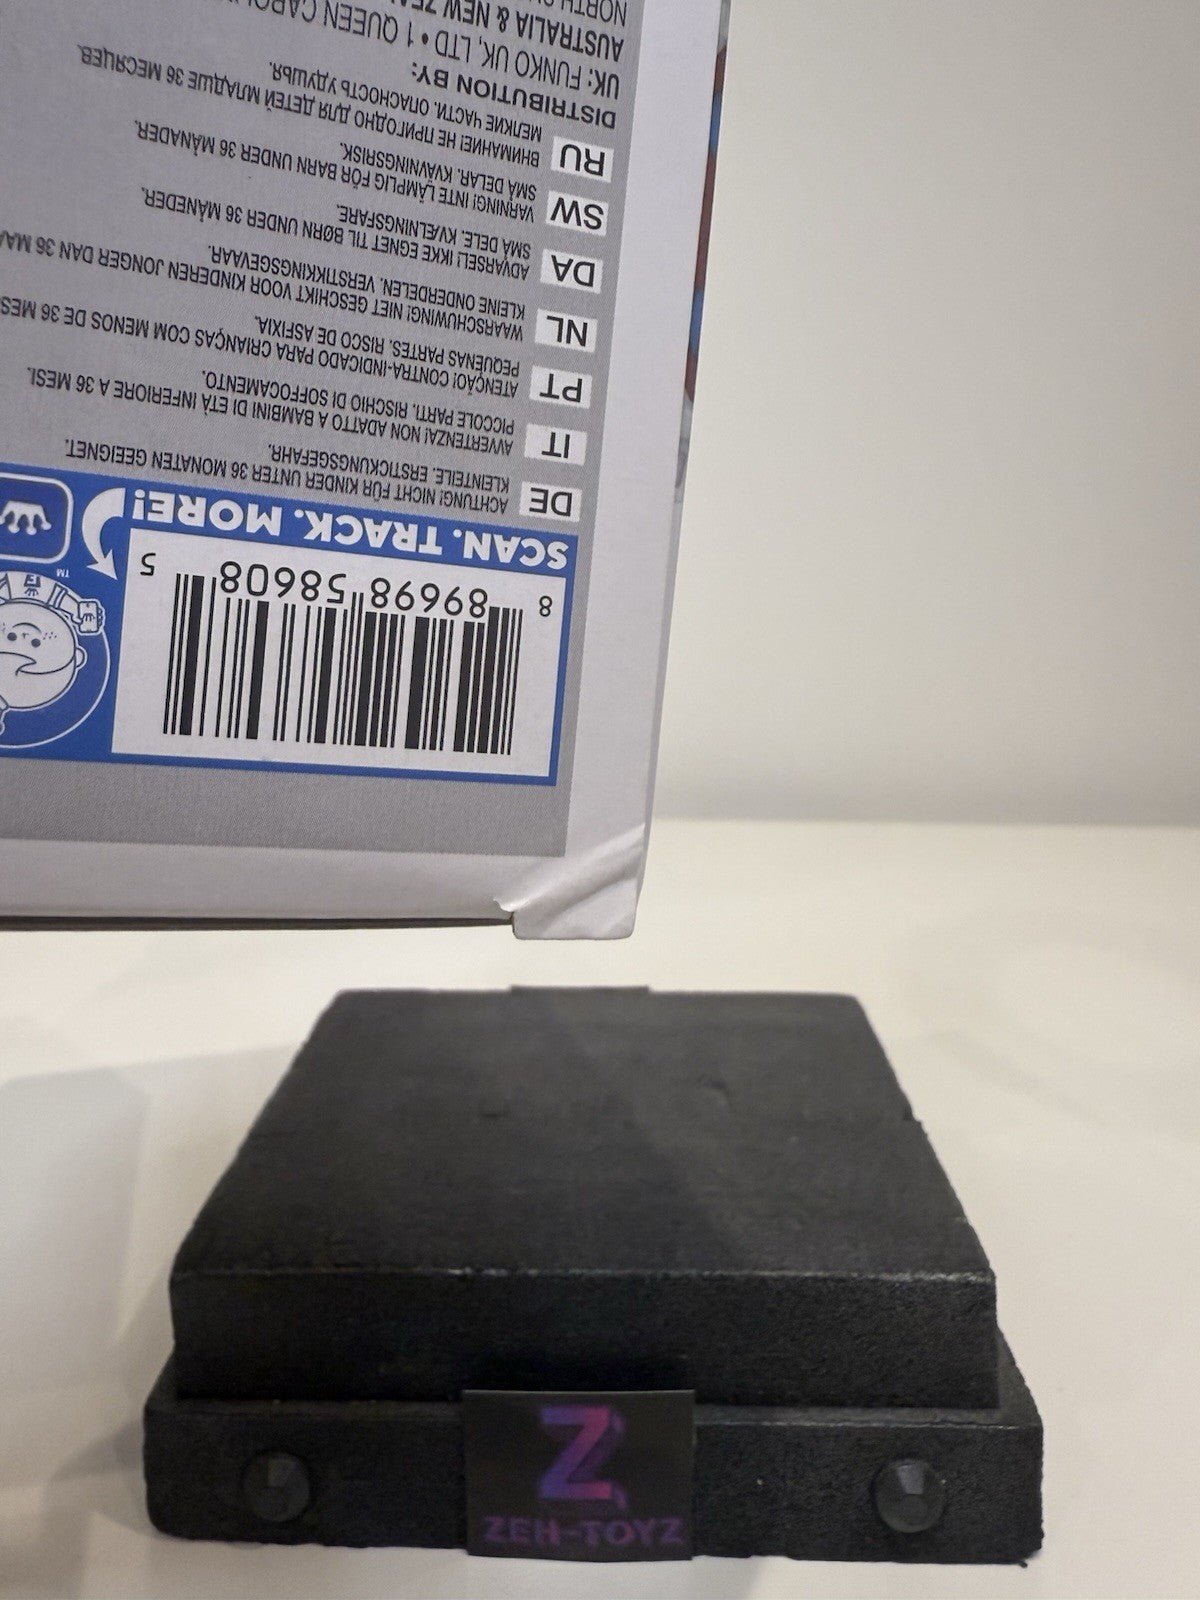 8 89698 58608 5
SCAN. TRACK. MORE!
TM
DE ACHTUNG! NICHT FÜR KINDER UNTER 36 MONATEN GEEIGNET.
KLEINTEILE. ERSTICKUNGSGEFAHR.
IT AVVERTENZA! NON ADATTO A BAMBINI DI ETÀ INFERIORE A 36 MESI.
PICCOLE PARTI. RISCHIO DI SOFFOCAMENTO.
PT ATENÇÃO! CONTRA-INDICADO PARA CRIANÇAS COM MENOS DE 36
PEQUENAS PARTES. RISCO DE ASFIXIA.
NL WAARSCHUWING! NIET GESCHIKT VOOR KINDEREN JONGER DAN 36
KLEINE ONDERDELEN. VERSTIKKINGSGEVAAR.
DA ADVARSEL! IKKE EGNET TIL BØRN UNDER 36 MÅNEDER.
SMÅ DELE. KVÆLNINGSFARE.
SW VARNING! INTE LÄMPLIG FÖR BARN UNDER 36 MÅNADER.
SMÅ DELAR. KVÄVNINGSRISK.
RU ВНИМАНИЕ! НЕ ПРИГОДНО ДЛЯ ДЕТЕЙ МЛАДШЕ 36 МЕСЯЦЕВ.
МЕЛКИЕ ЧАСТИ. ОПАСНОСТЬ УДУШЬЯ.
DISTRIBUTION BY:
UK: FUNKO UK, LTD • 1 QUEEN
AUSTRALIA & NEW
NORTH
Z
ZEH-TOYZ